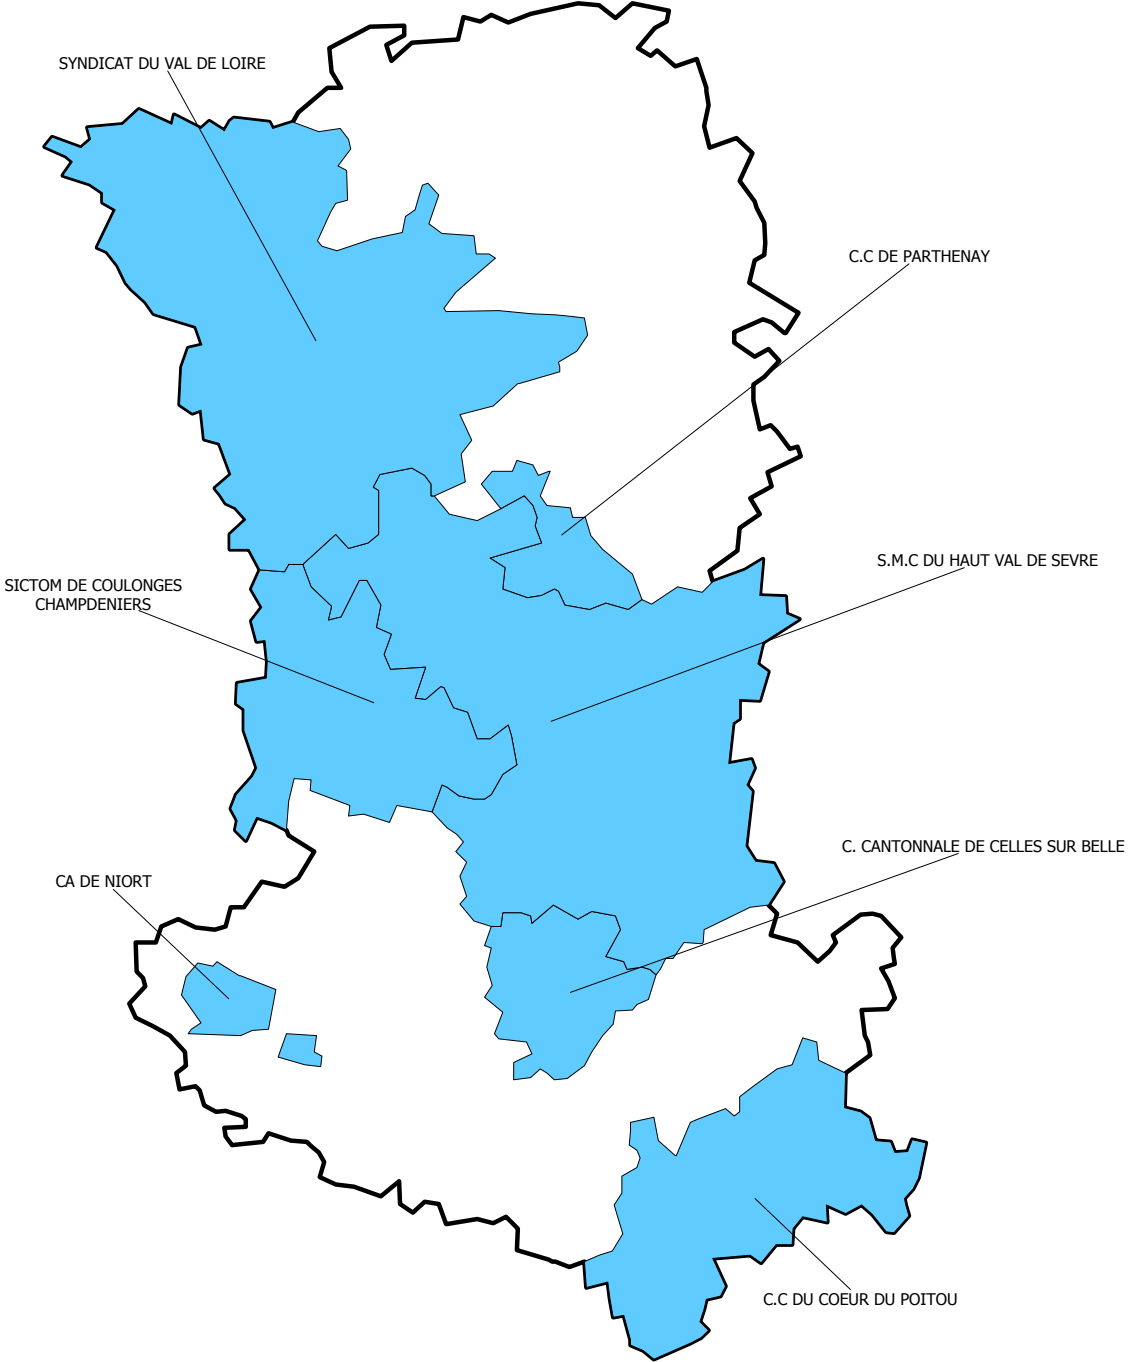 SYNDICAT DU VAL DE LOIRE
C.C DE PARTHENAY
S.M.C DU HAUT VAL DE SEVRE
SICTOM DE COULONGES
CHAMPDENIERS
C. CANTONNALE DE CELLES SUR BELLE
CA DE NIORT
C.C DU COEUR DU POITOU